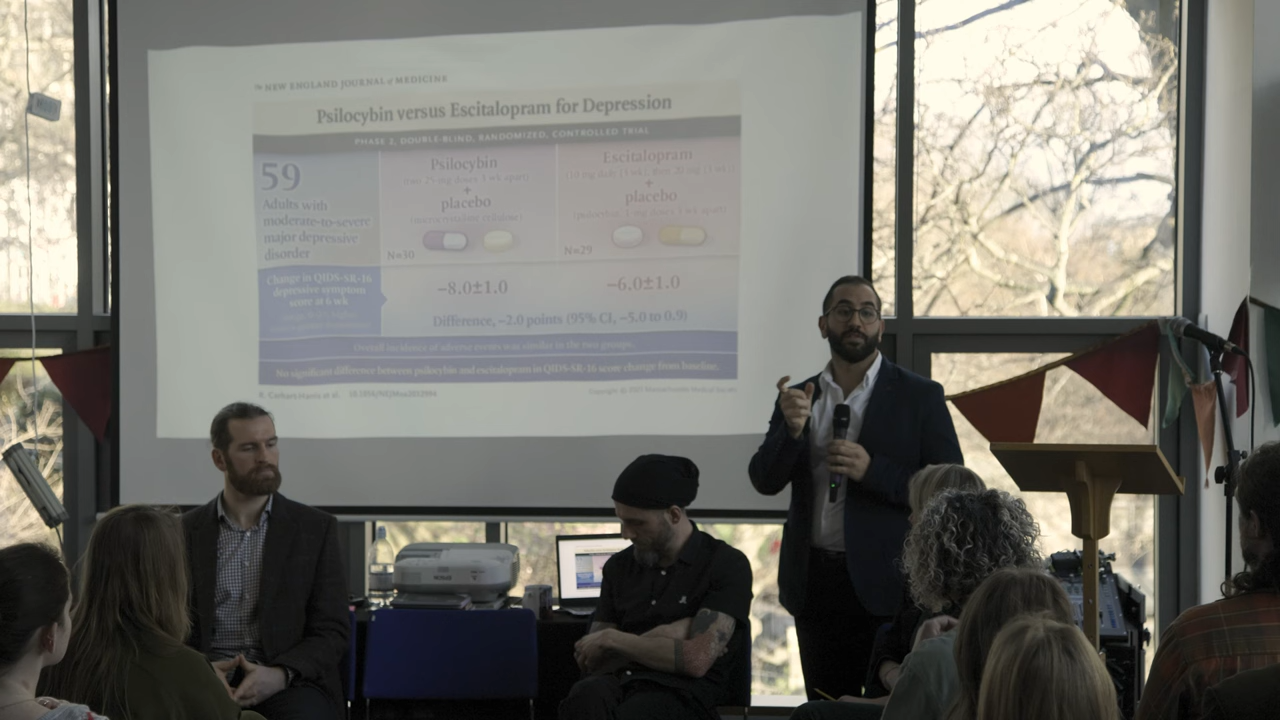 The NEW ENGLAND JOURNAL of MEDICINE
Psilocybin versus Escitalopram for Depression
PHASE 2, DOUBLE-BLIND, RANDOMIZED, CONTROLLED TRIAL
59
Adults with
moderate-to-severe
major depressive
disorder
Psilocybin
+
placebo
(microcrystalline cellulose)
N=30
Escitalopram
+
placebo
N=29
Change in QIDS-SR-16
depressive symptom
score at 6 wk
−8.0±1.0
−6.0±1.0
Difference, −2.0 points (95% CI, −5.0 to 0.9)
Overall incidence of adverse events was similar in the two groups.
No significant difference between psilocybin and escitalopram in QIDS-SR-16 score change from baseline.
EPSON